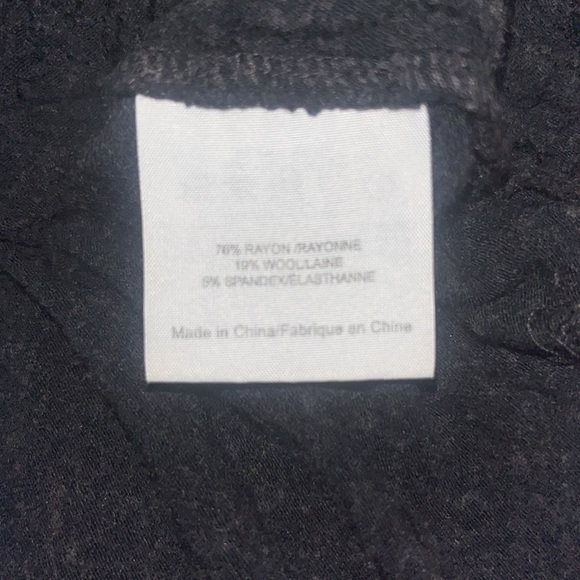 76% RAYON /RAYONNE
19% WOOL/LAINE
5% SPANDEX/ELASTHANNE
Made in China/Fabrique en Chine